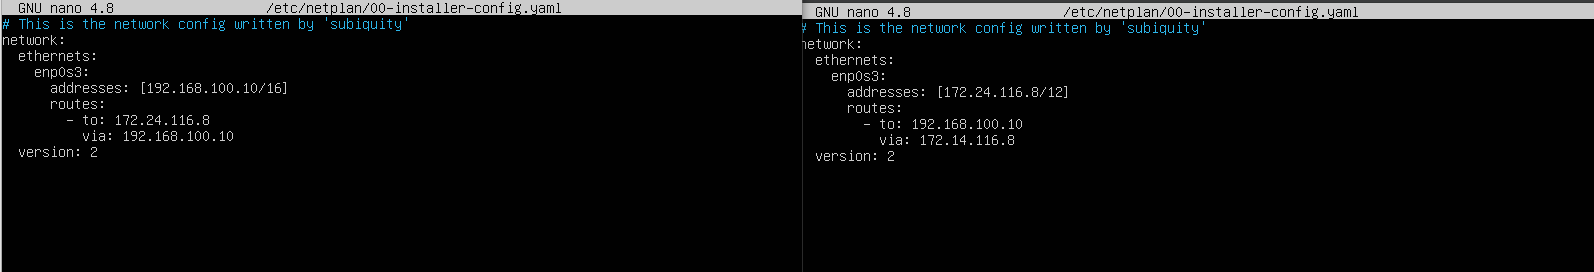 GNU nano 4.8 /etc/netplan/00-installer-config.yaml
# This is the network config written by 'subiquity'
network:
  ethernets:
    enp0s3:
      addresses: [192.168.100.10/16]
      routes:
        - to: 172.24.116.8
          via: 192.168.100.10
  version: 2
GNU nano 4.8 /etc/netplan/00-installer-config.yaml
# This is the network config written by 'subiquity'
network:
  ethernets:
    enp0s3:
      addresses: [172.24.116.8/12]
      routes:
        - to: 192.168.100.10
          via: 172.14.116.8
  version: 2